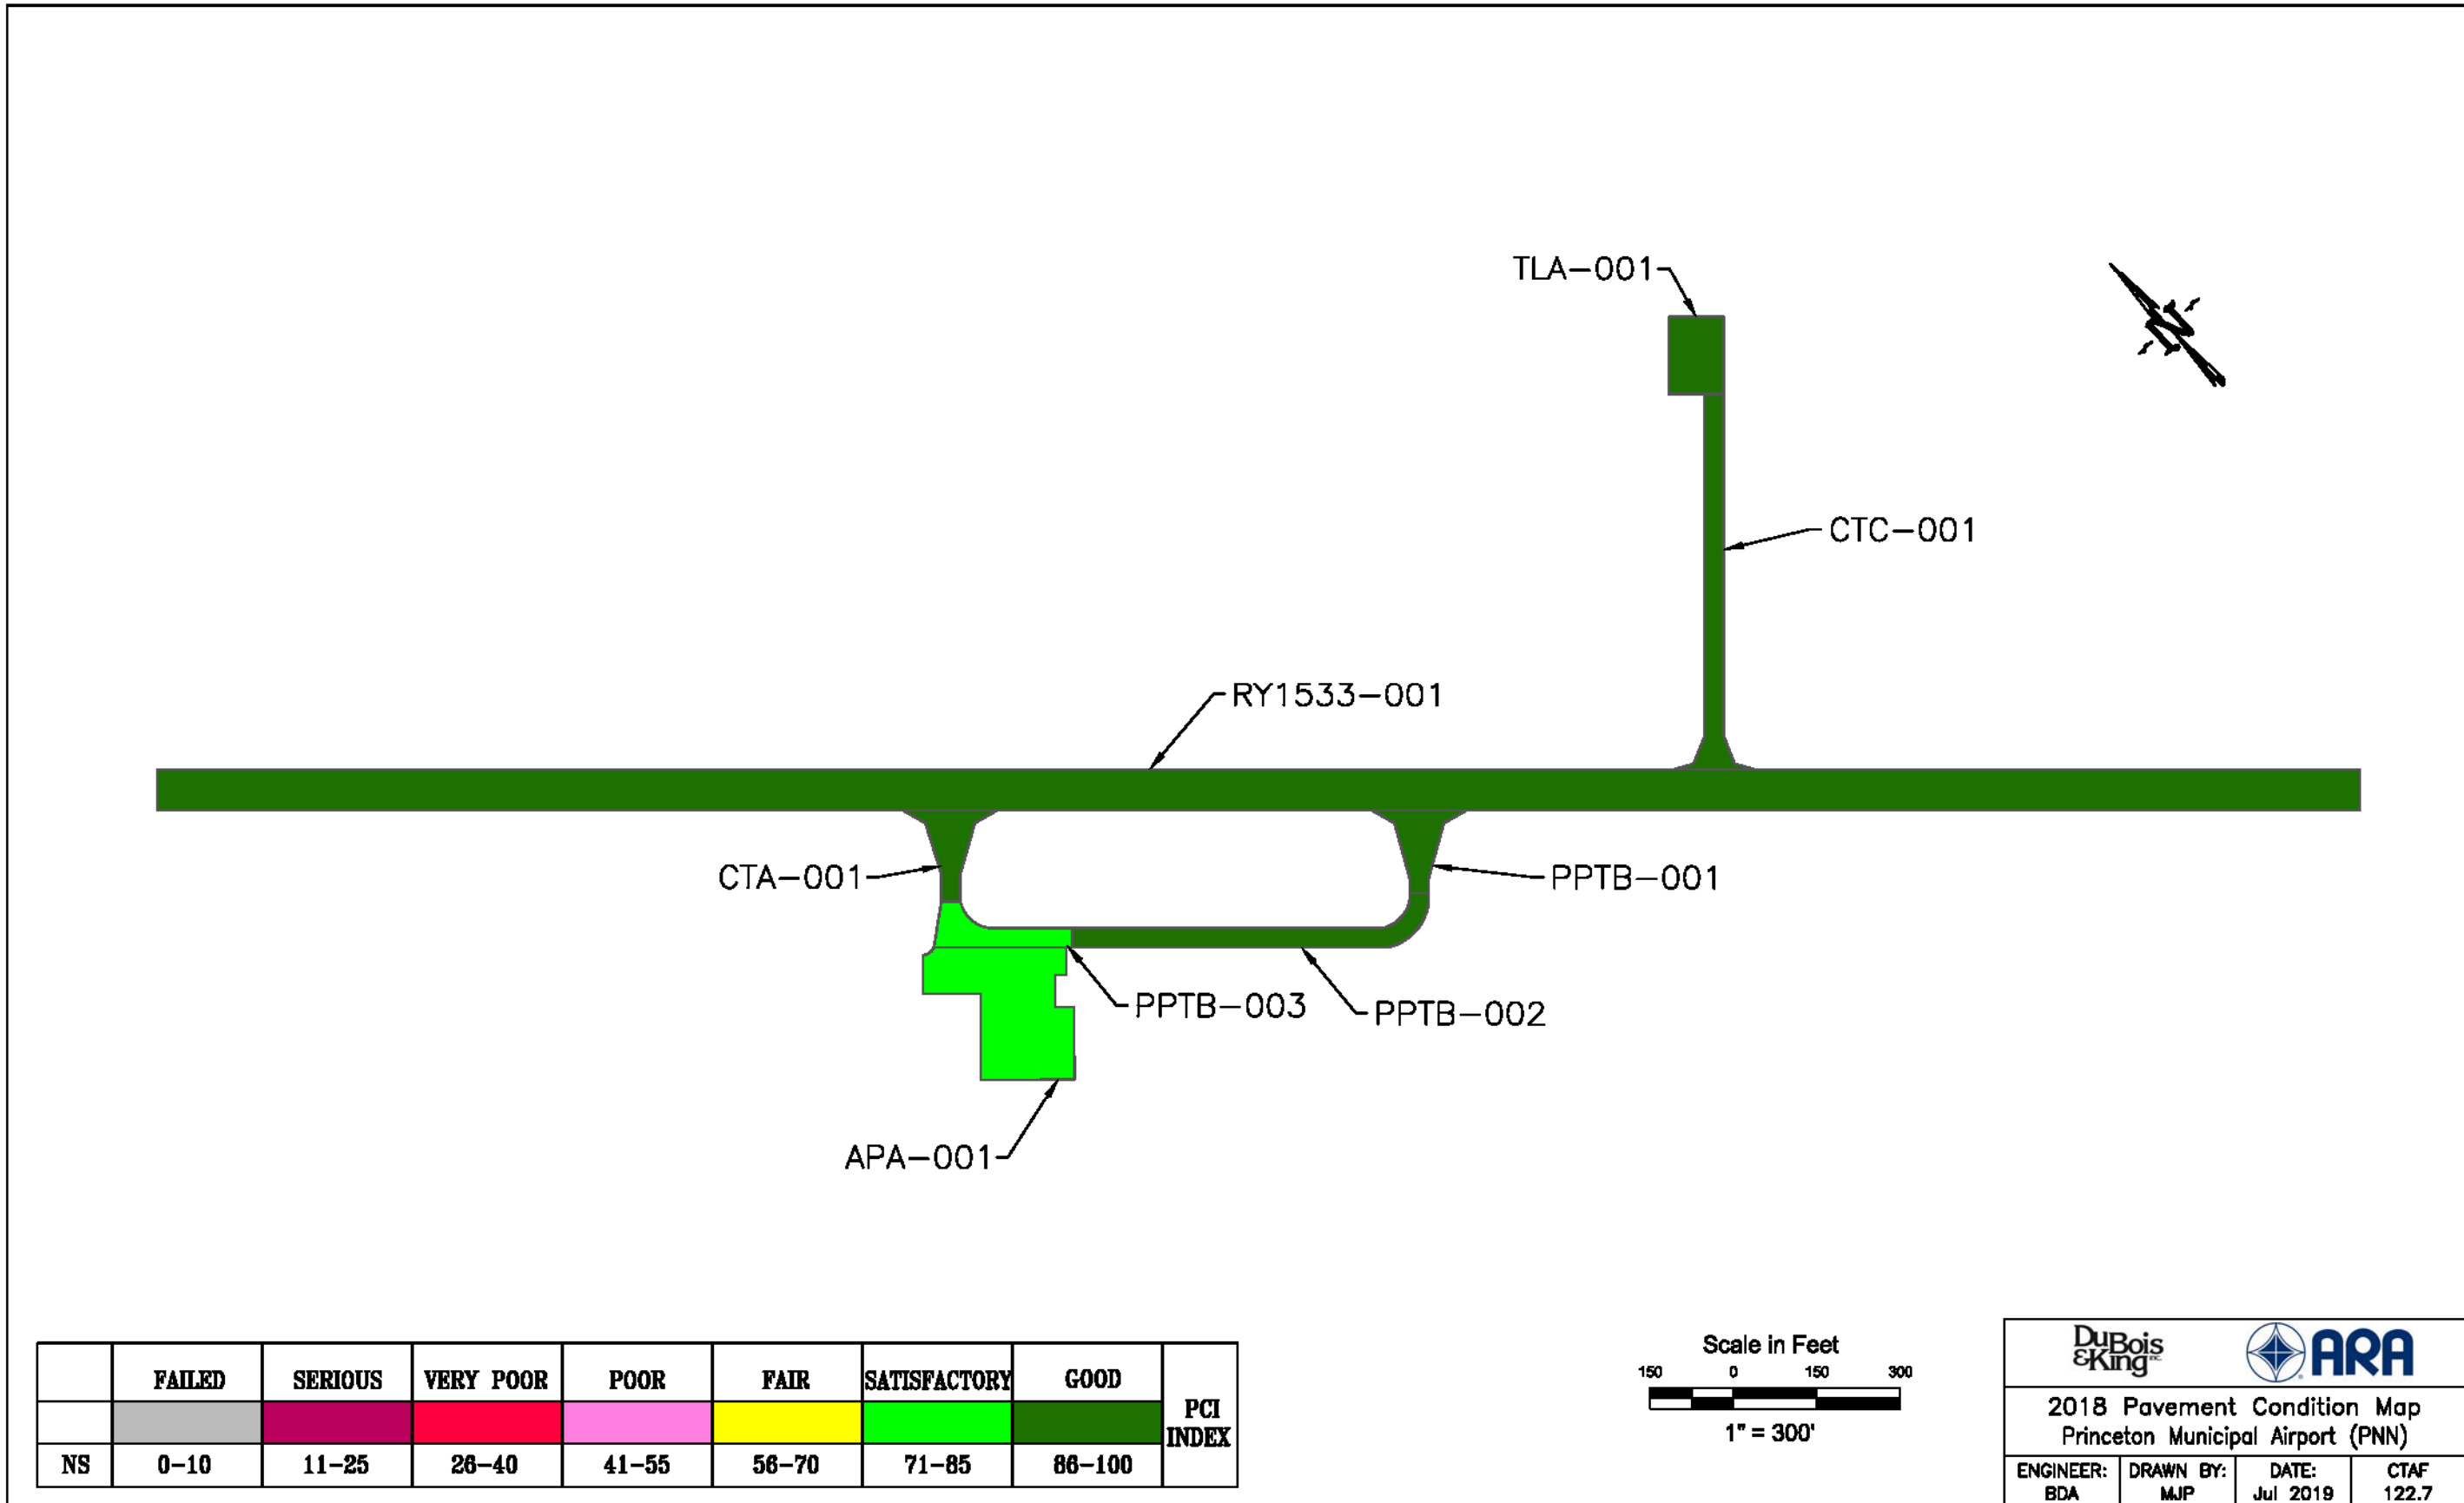 TLA-001
CTC-001
RY1533-001
CTA-001
PPTB-001
PPTB-003
PPTB-002
APA-001
N
FAILED SERIOUS VERY POOR POOR FAIR SATISFACTORY GOOD
PCI
INDEX
NS 0-10 11-25 26-40 41-55 56-70 71-85 86-100
Scale in Feet
150 0 150 300
1" = 300'
DuBois
&King inc
ARA
2018 Pavement Condition Map
Princeton Municipal Airport (PNN)
ENGINEER: DRAWN BY: DATE: CTAF
BDA MJP Jul 2019 122.7